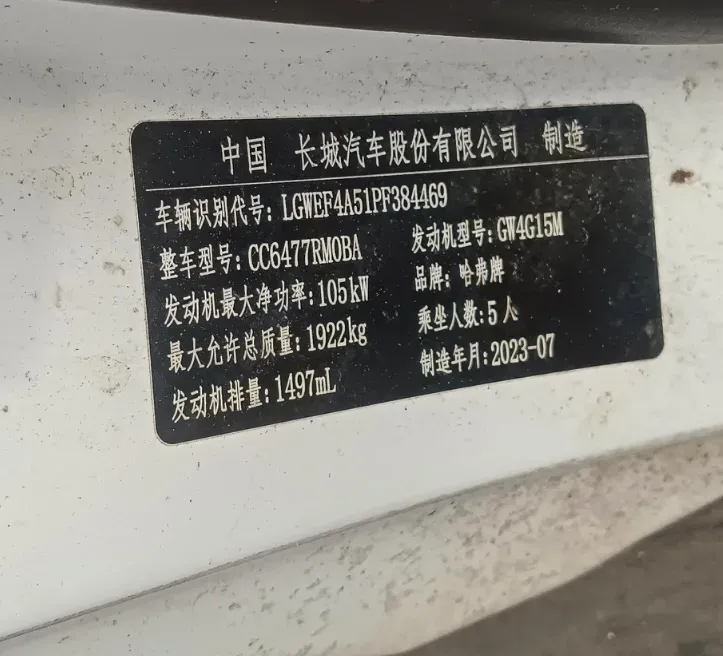 中国 长城汽车股份有限公司 制造
车辆识别代号: LGWEF4A51PF384469
整车型号: CC6477RM0BA 发动机型号: GW4G15M
发动机最大净功率: 105kW 品牌: 哈弗牌
最大允许总质量: 1922kg 乘坐人数: 5人
发动机排量: 1497mL 制造年月: 2023-07